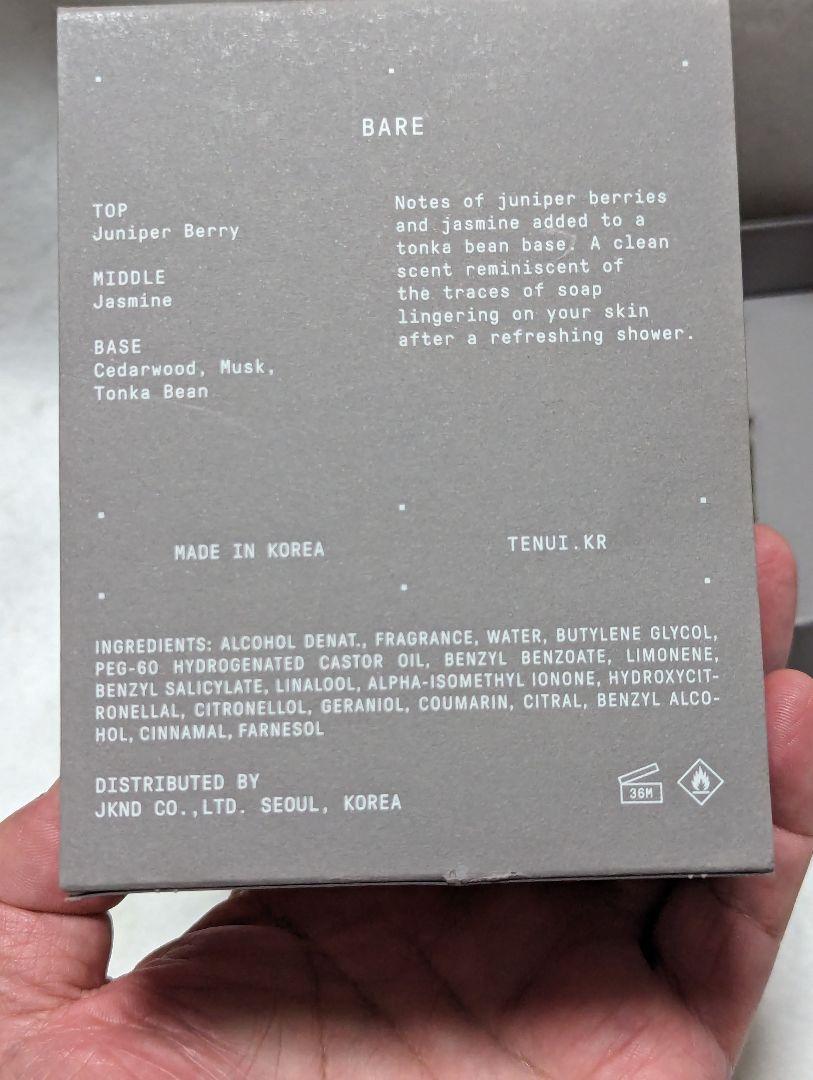 BARE
TOP
Juniper Berry
MIDDLE
Jasmine
BASE
Cedarwood, Musk,
Tonka Bean
Notes of juniper berries
and jasmine added to a
tonka bean base. A clean
scent reminiscent of
the traces of soap
lingering on your skin
after a refreshing shower.
MADE IN KOREA
TENUI.KR
INGREDIENTS: ALCOHOL DENAT., FRAGRANCE, WATER, BUTYLENE GLYCOL,
PEG-60 HYDROGENATED CASTOR OIL, BENZYL BENZOATE, LIMONENE,
BENZYL SALICYLATE, LINALOOL, ALPHA-ISOMETHYL IONONE, HYDROXYCIT-
RONELLAL, CITRONELLOL, GERANIOL, COUMARIN, CITRAL, BENZYL ALCO-
HOL, CINNAMAL, FARNESOL
DISTRIBUTED BY
JKND CO.,LTD. SEOUL, KOREA
36M